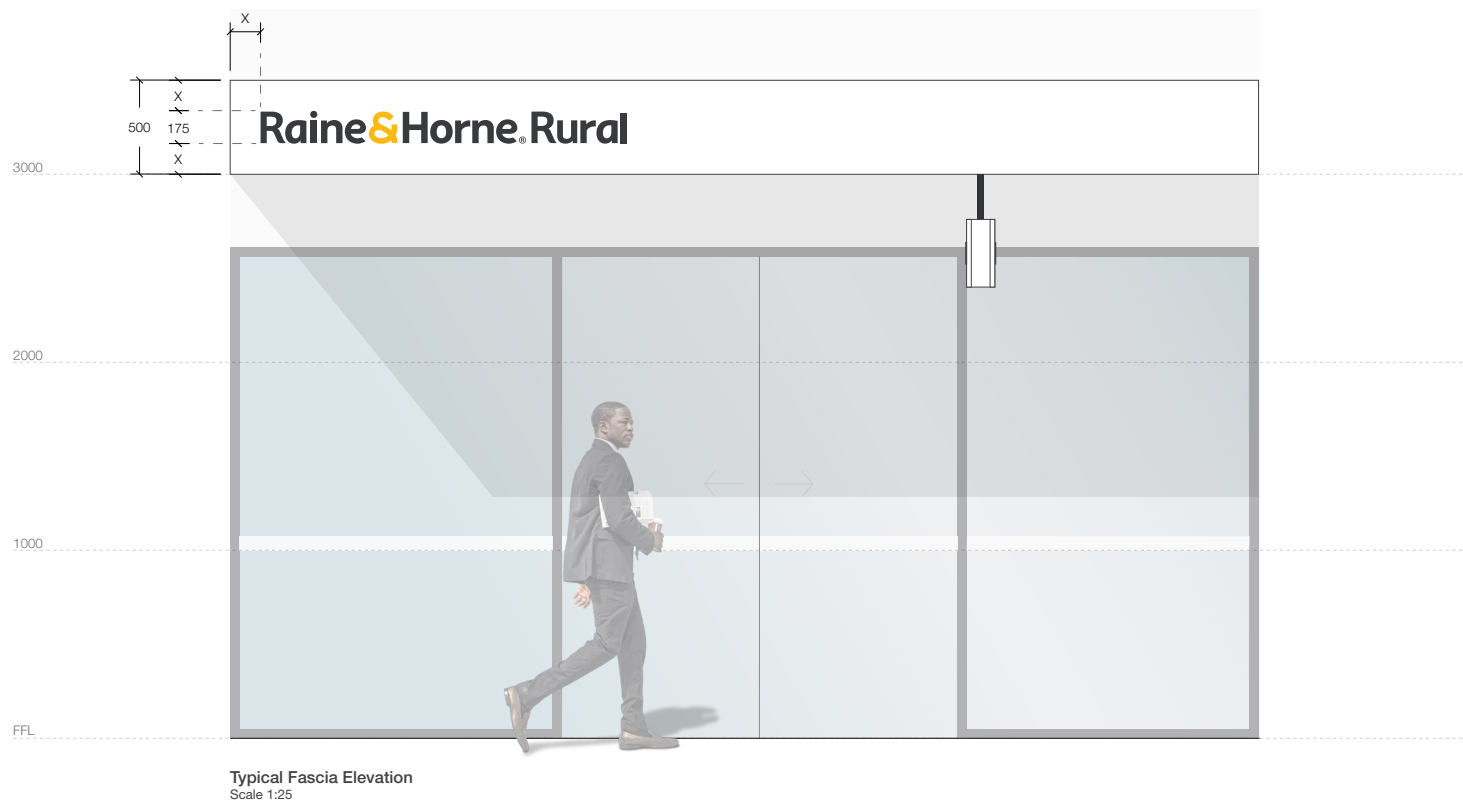 X
X
500
175
Raine&Horne® Rural
X
3000
2000
1000
FFL
Typical Fascia Elevation
Scale 1:25